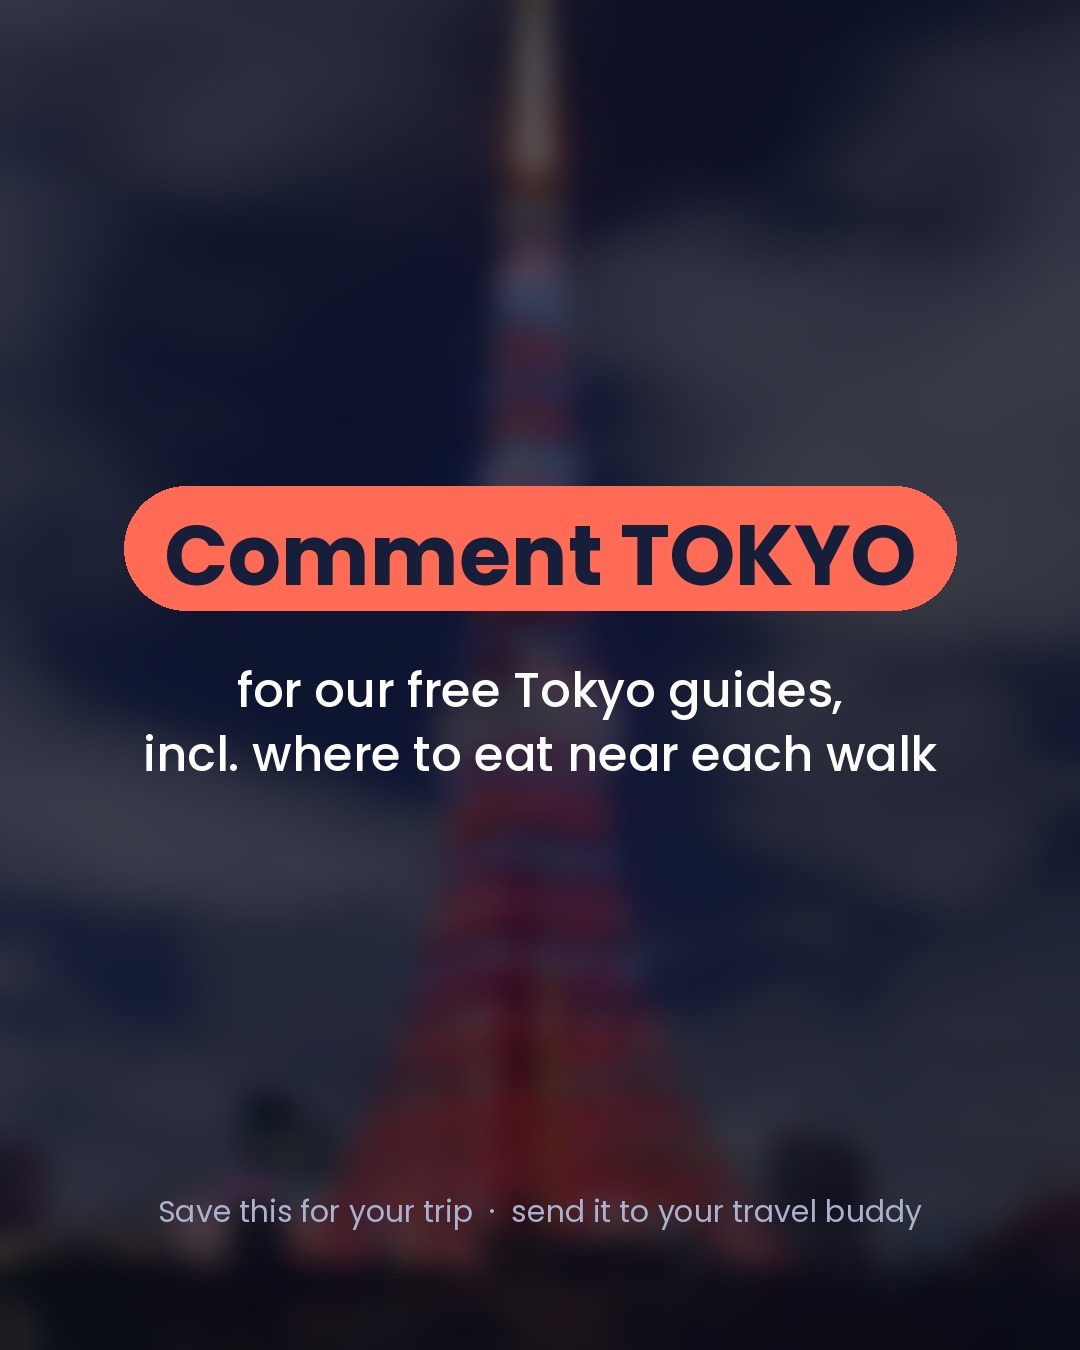 Comment TOKYO
for our free Tokyo guides,
incl. where to eat near each walk
Save this for your trip · send it to your travel buddy